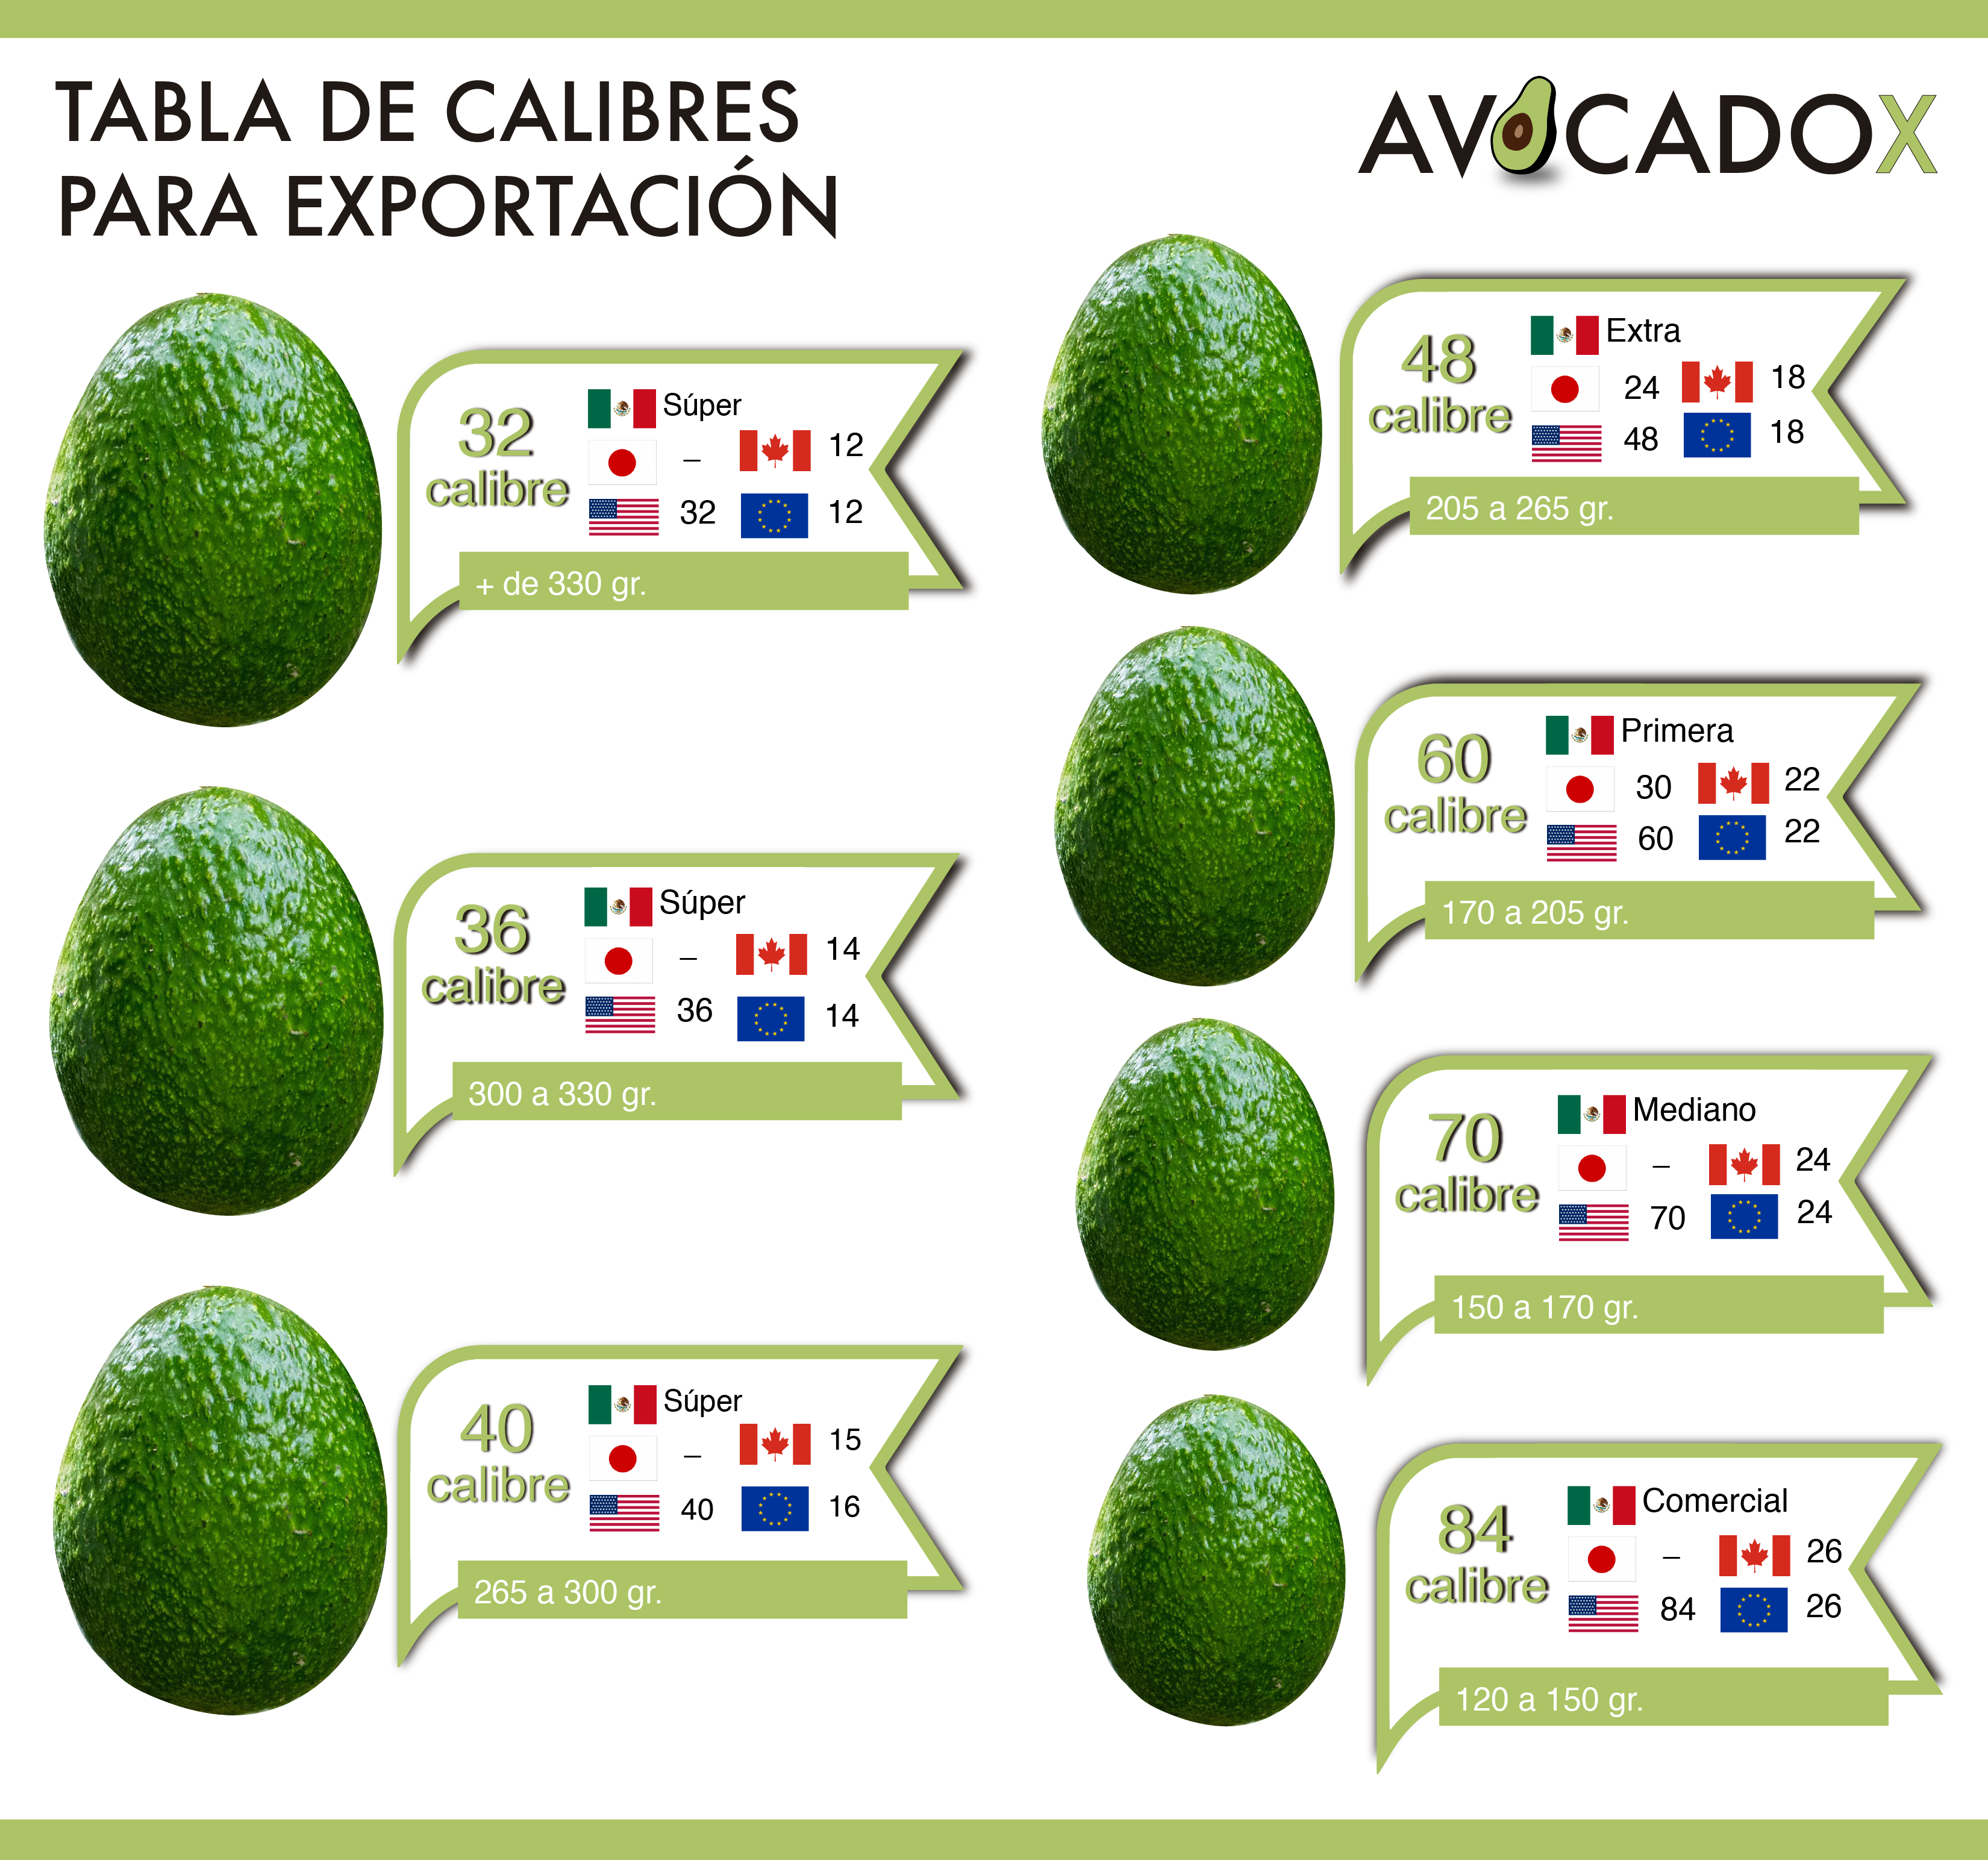 TABLA DE CALIBRES
PARA EXPORTACIÓN
AVOCADOX
32
calibre
Súper
– 12
32 12
+ de 330 gr.
36
calibre
Súper
– 14
36 14
300 a 330 gr.
40
calibre
Súper
– 15
40 16
265 a 300 gr.
48
calibre
Extra
24 18
48 18
205 a 265 gr.
60
calibre
Primera
30 22
60 22
170 a 205 gr.
70
calibre
Mediano
– 24
70 24
150 a 170 gr.
84
calibre
Comercial
– 26
84 26
120 a 150 gr.